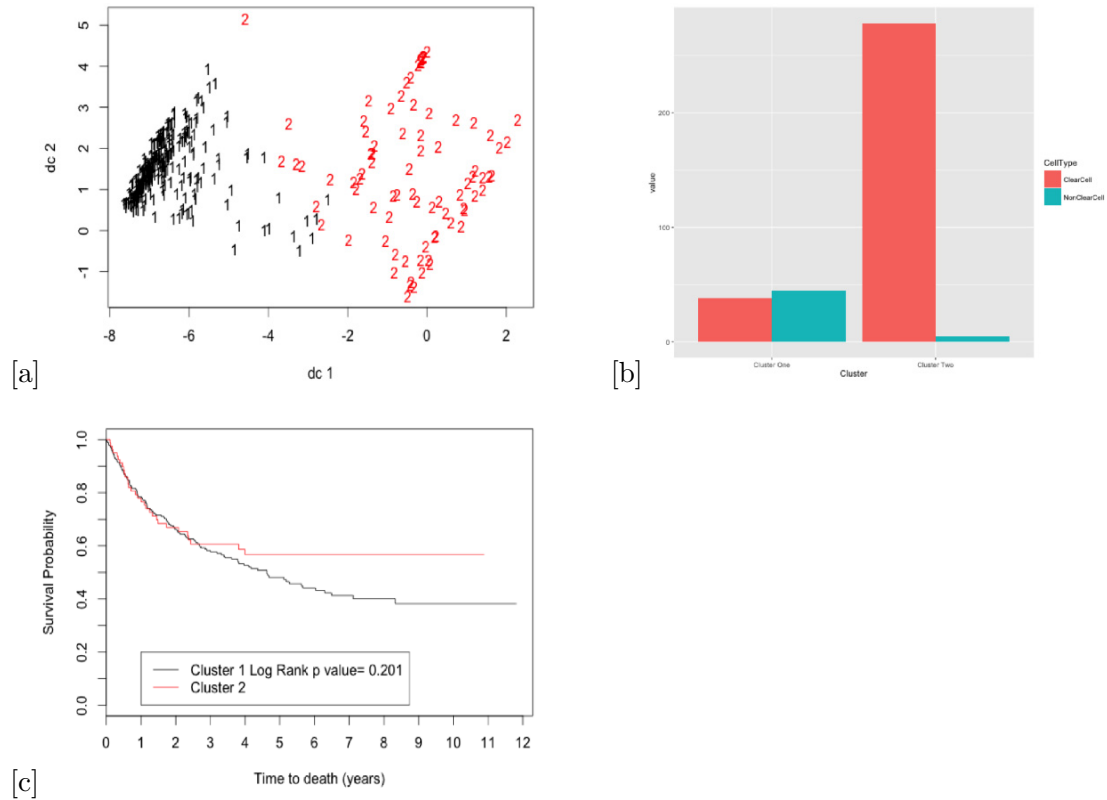 5
4
3
2
1
0
-1
dc 2
-8 -6 -4 -2 0 2
dc 1
[a]
200
100
0
value
Cluster One Cluster Two
Cluster
CellType
ClearCell
NonClearCell
[b]
1.0
0.8
0.6
0.4
0.2
0.0
Survival Probability
Cluster 1 Log Rank p value= 0.201
Cluster 2
0 1 2 3 4 5 6 7 8 9 10 11 12
Time to death (years)
[c]